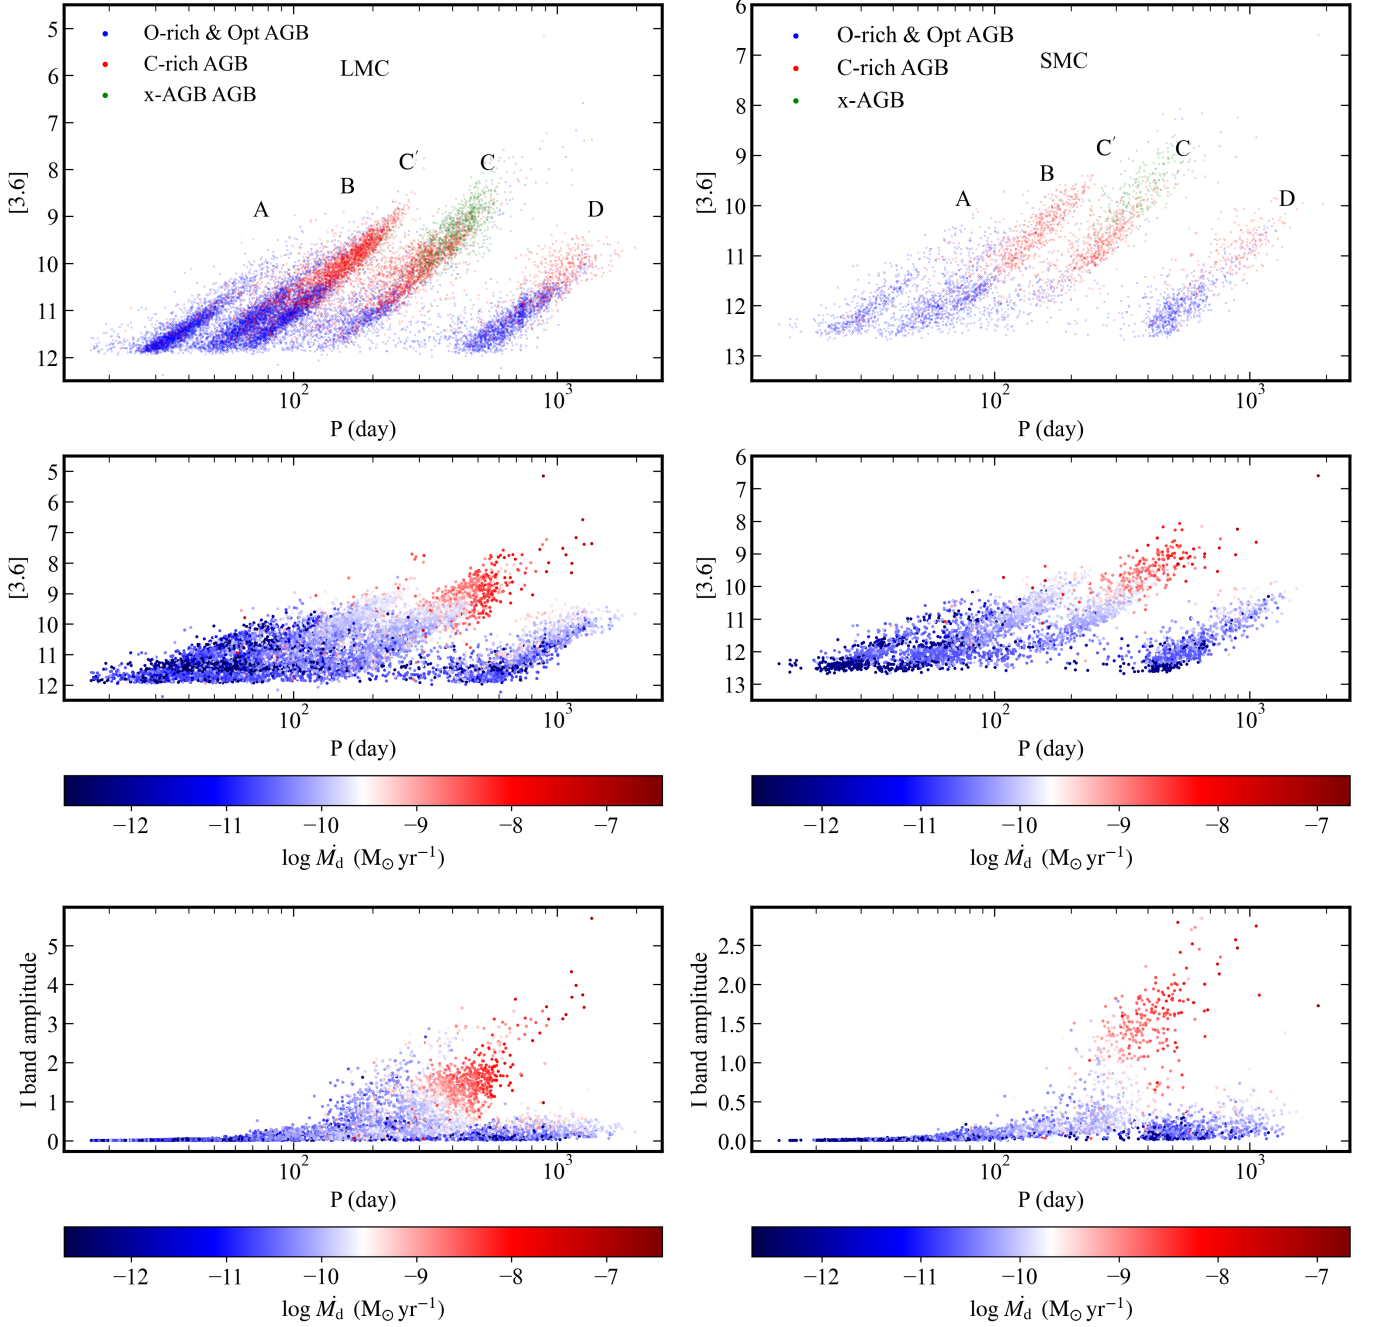 5
6
7
8
9
10
11
12
[3.6]
O-rich & Opt AGB
C-rich AGB
x-AGB AGB
LMC
A
B
C′
C
D
10²
10³
P (day)
6
7
8
9
10
11
12
13
[3.6]
O-rich & Opt AGB
C-rich AGB
x-AGB
SMC
A
B
C′
C
D
10²
10³
P (day)
5
6
7
8
9
10
11
12
[3.6]
10²
10³
P (day)
−12
−11
−10
−9
−8
−7
log Ṁd (M⊙ yr−1)
6
7
8
9
10
11
12
13
[3.6]
10²
10³
P (day)
−12
−11
−10
−9
−8
−7
log Ṁd (M⊙ yr−1)
5
4
3
2
1
0
I band amplitude
10²
10³
P (day)
−12
−11
−10
−9
−8
−7
log Ṁd (M⊙ yr−1)
2.5
2.0
1.5
1.0
0.5
0.0
I band amplitude
10²
10³
P (day)
−12
−11
−10
−9
−8
−7
log Ṁd (M⊙ yr−1)